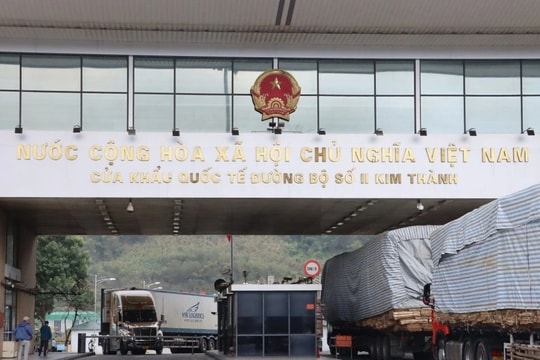 NƯỚC CỘNG HÒA XÃ HỘI CHỦ NGHĨA VIỆT NAM
CỬA KHẨU QUỐC TẾ ĐƯỜNG BỘ SỐ II KIM THÀNH